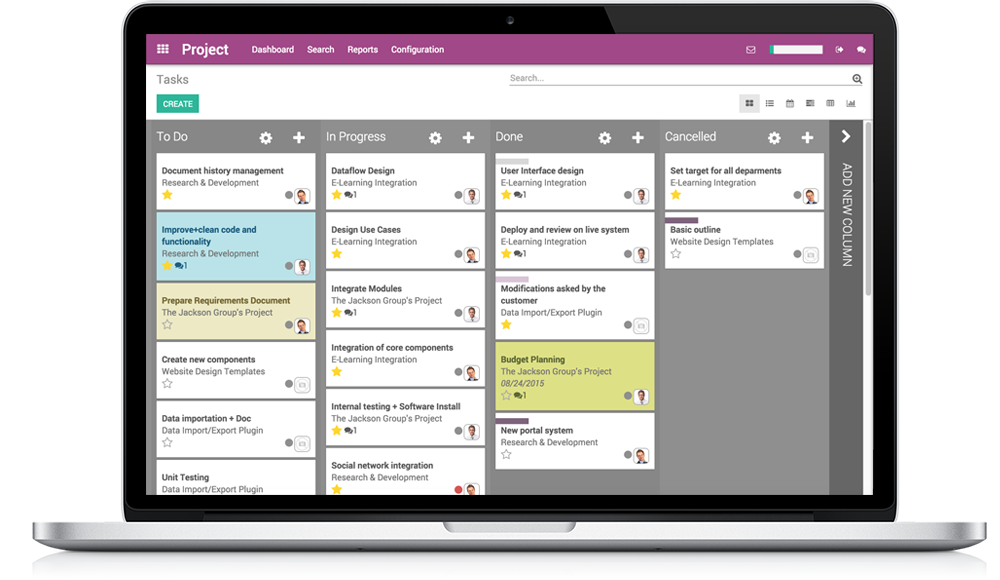 Project
Dashboard Search Reports Configuration
Tasks
Search...
CREATE
To Do
Document history management
Research & Development
Improve+clean code and
functionality
Research & Development
1
Prepare Requirements Document
The Jackson Group's Project
Create new components
Website Design Templates
Data importation + Doc
Data Import/Export Plugin
Unit Testing
Data Import/Export Plugin
In Progress
Dataflow Design
E-Learning Integration
1
Design Use Cases
E-Learning Integration
Integrate Modules
The Jackson Group's Project
1
Integration of core components
E-Learning Integration
Internal testing + Software Install
The Jackson Group's Project
1
Social network integration
Research & Development
Done
User Interface design
E-Learning Integration
1
Deploy and review on live system
E-Learning Integration
1
Modifications asked by the
customer
Data Import/Export Plugin
Budget Planning
The Jackson Group's Project
08/24/2015
1
New portal system
Research & Development
Cancelled
Set target for all deparments
E-Learning Integration
Basic outline
Website Design Templates
ADD NEW COLUMN